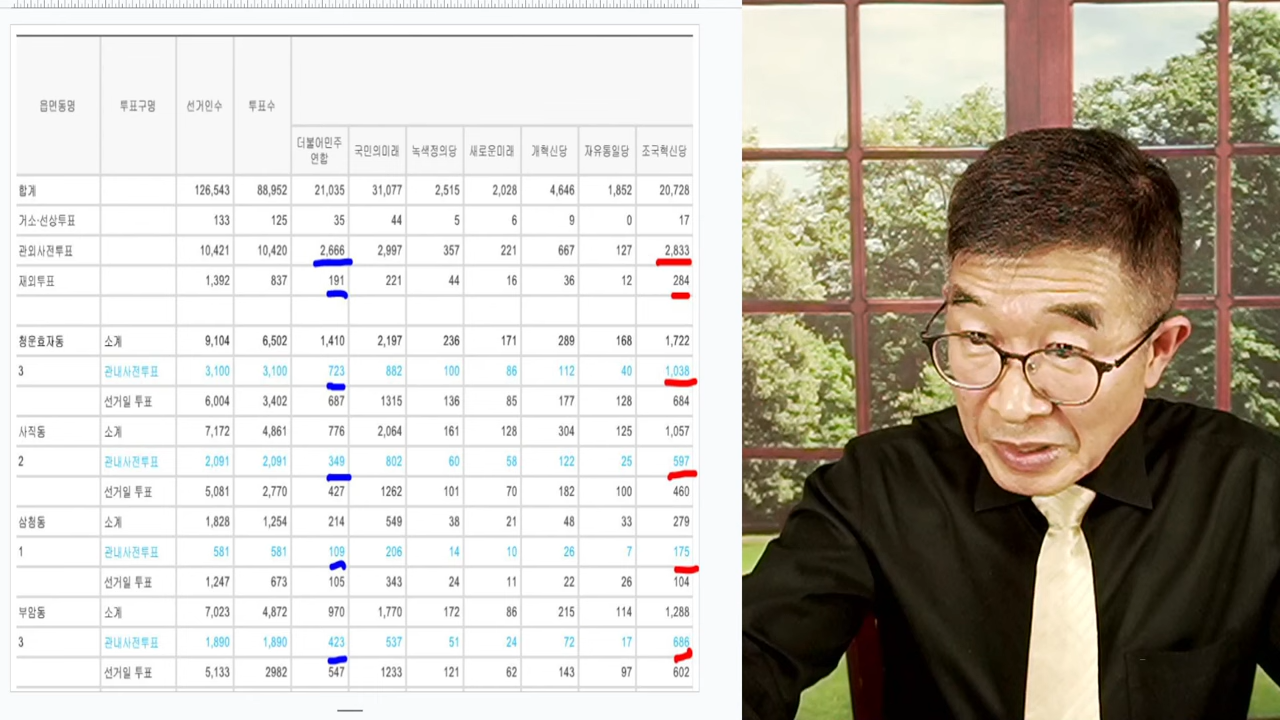 읍면동명 투표구명 선거인수 투표수 더불어민주연합 국민의미래 녹색정의당 새로운미래 개혁신당 자유통일당 조국혁신당
합계 126,543 88,952 21,035 31,077 2,515 2,028 4,646 1,852 20,728
거소·선상투표 133 125 35 44 5 6 9 0 17
관외사전투표 10,421 10,420 2,666 2,997 357 221 667 127 2,833
재외투표 1,392 837 191 221 44 16 36 12 284
청운효자동 소계 9,104 6,502 1,410 2,197 236 171 289 168 1,722
3 관내사전투표 3,100 3,100 723 882 100 86 112 40 1,038
선거일 투표 6,004 3,402 687 1315 136 85 177 128 684
사직동 소계 7,172 4,861 776 2,064 161 128 304 125 1,057
2 관내사전투표 2,091 2,091 349 802 60 58 122 25 597
선거일 투표 5,081 2,770 427 1262 101 70 182 100 460
삼청동 소계 1,828 1,254 214 549 38 21 48 33 279
1 관내사전투표 581 581 109 206 14 10 26 7 175
선거일 투표 1,247 673 105 343 24 11 22 26 104
부암동 소계 7,023 4,872 970 1,770 172 86 215 114 1,288
3 관내사전투표 1,890 1,890 423 537 51 24 72 17 686
선거일 투표 5,133 2982 547 1233 121 62 143 97 602